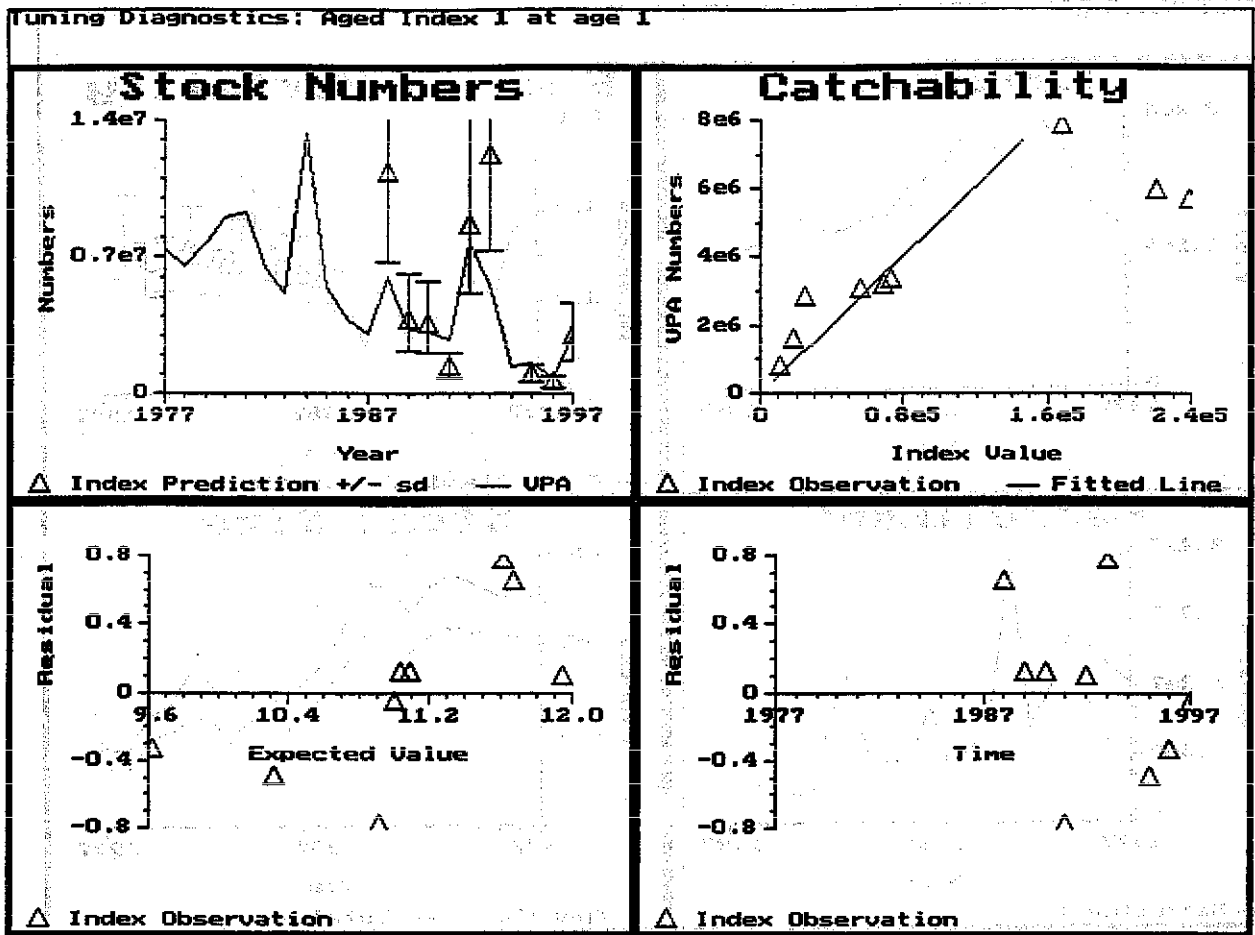 Tuning Diagnostics: Aged Index 1 at age 1
Stock Numbers
1.4e7
0.7e7
0
Numbers
1977
1987
1997
Year
Index Prediction +/- sd
VPA
Catchability
8e6
6e6
4e6
2e6
0
VPA Numbers
0
0.8e5
1.6e5
2.4e5
Index Value
Index Observation
Fitted Line
0.8
0.4
0
-0.4
-0.8
Residual
9.6
10.4
11.2
12.0
Expected Value
Index Observation
0.8
0.4
0
-0.4
-0.8
Residual
1977
1987
1997
Time
Index Observation